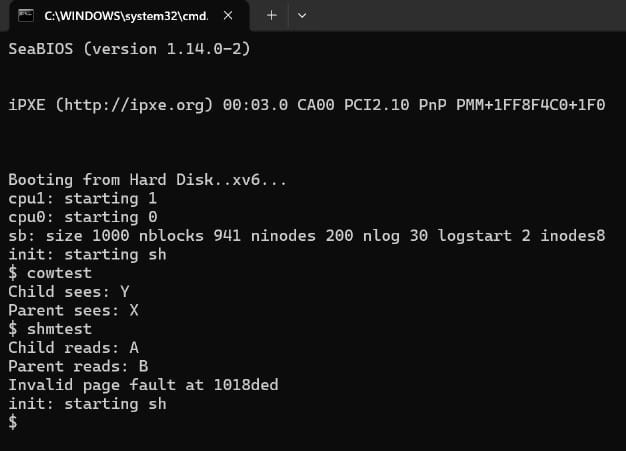 C:\WINDOWS\system32\cmd.
SeaBIOS (version 1.14.0-2)
iPXE (http://ipxe.org) 00:03.0 CA00 PCI2.10 PnP PMM+1FF8F4C0+1F0
Booting from Hard Disk..xv6...
cpu1: starting 1
cpu0: starting 0
sb: size 1000 nblocks 941 ninodes 200 nlog 30 logstart 2 inodes8
init: starting sh
$ cowtest
Child sees: Y
Parent sees: X
$ shmtest
Child reads: A
Parent reads: B
Invalid page fault at 1018ded
init: starting sh
$